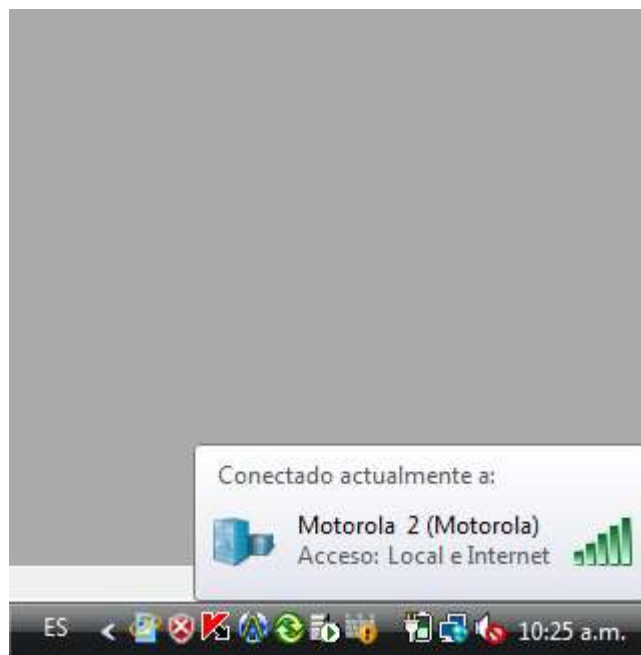 Conectado actualmente a:
Motorola 2 (Motorola)
Acceso: Local e Internet
ES
10:25 a.m.